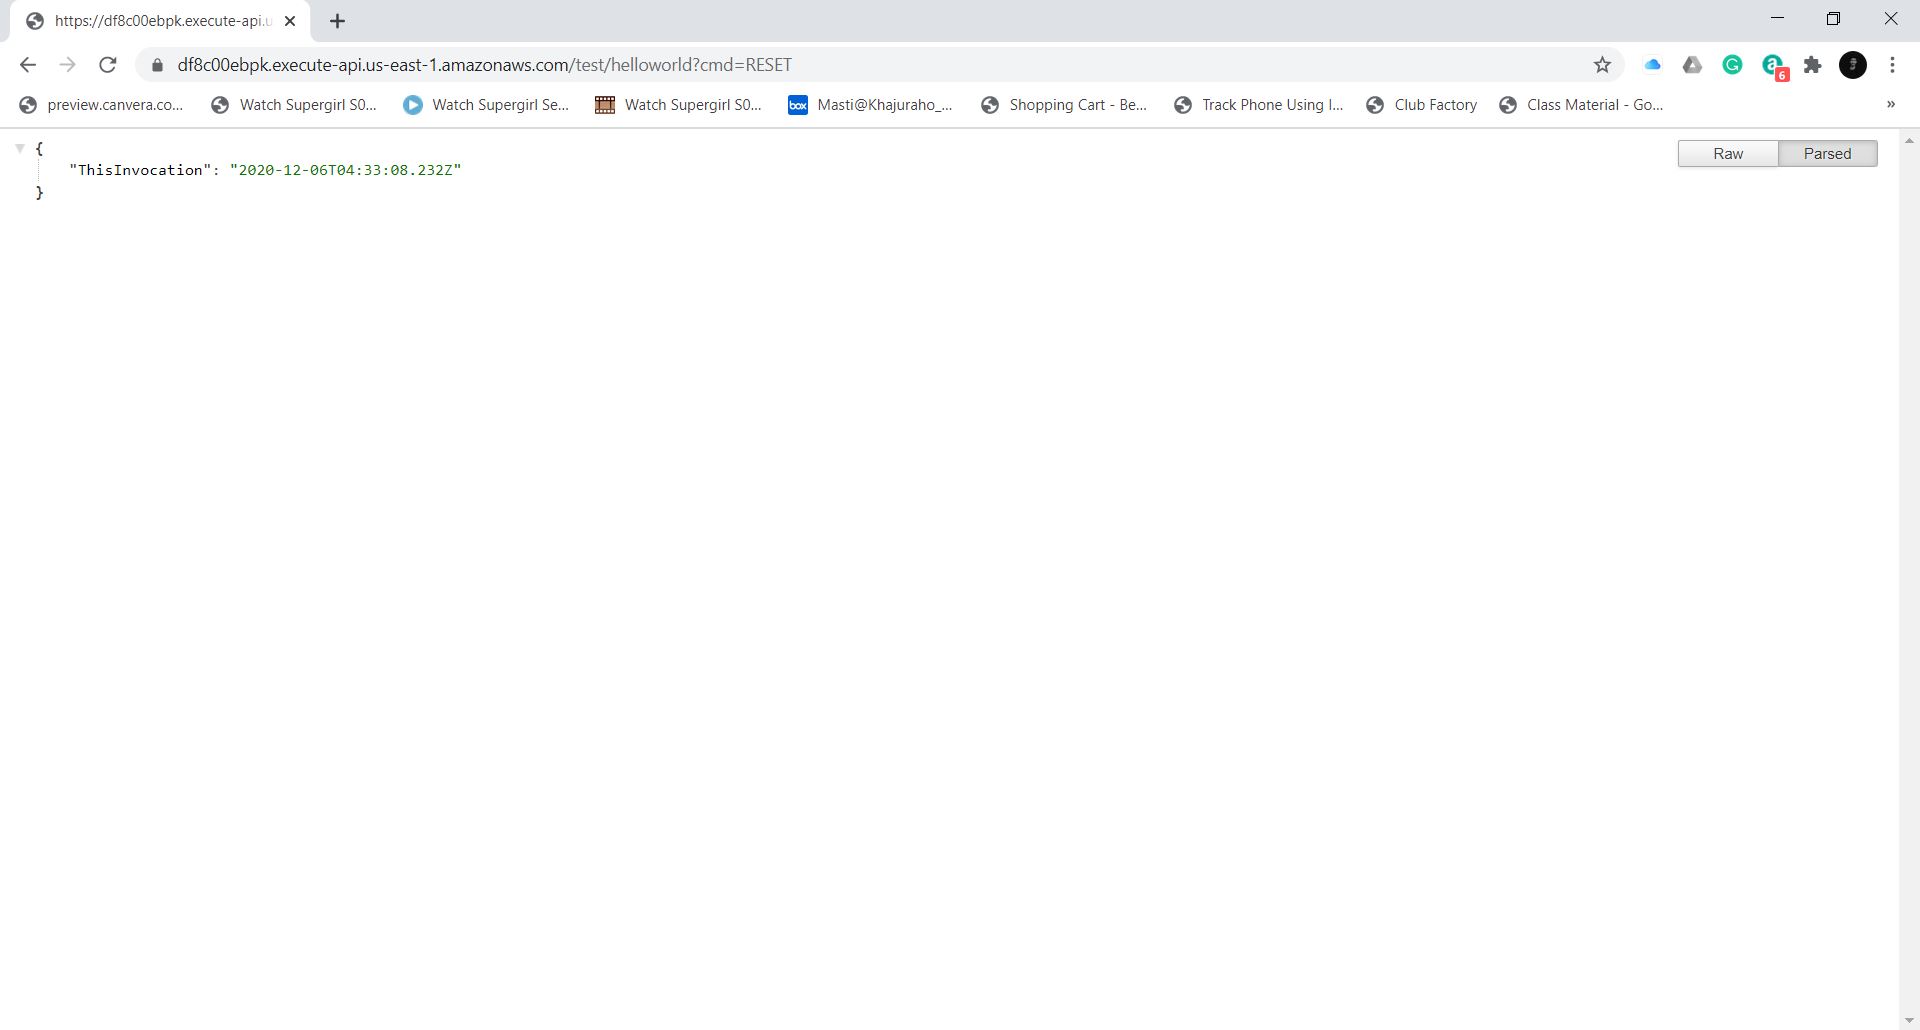 https://df8c00ebpk.execute-api.u
df8c00ebpk.execute-api.us-east-1.amazonaws.com/test/helloworld?cmd=RESET
6
preview.canvera.co... Watch Supergirl S0... Watch Supergirl Se... Watch Supergirl S0... box Masti@Khajuraho_... Shopping Cart - Be... Track Phone Using I... Club Factory Class Material - Go... »
{
"ThisInvocation": "2020-12-06T04:33:08.232Z"
}
Raw Parsed